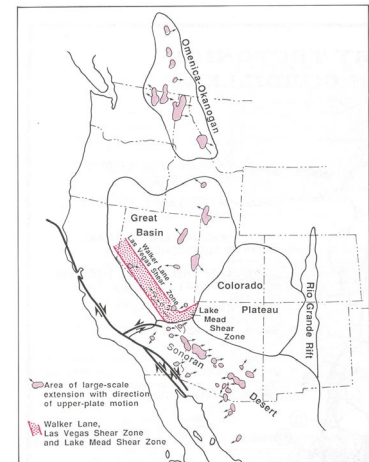 Omenica-Okanogan
Great
Basin
Walker Lane -
Las Vegas Shear Zone
Colorado
Plateau
Rio Grande Rift
Lake
Mead
Shear
Zone
Sonoran
Desert
Area of large-scale
extension with direction
of upper-plate motion
Walker Lane,
Las Vegas Shear Zone
and Lake Mead Shear Zone